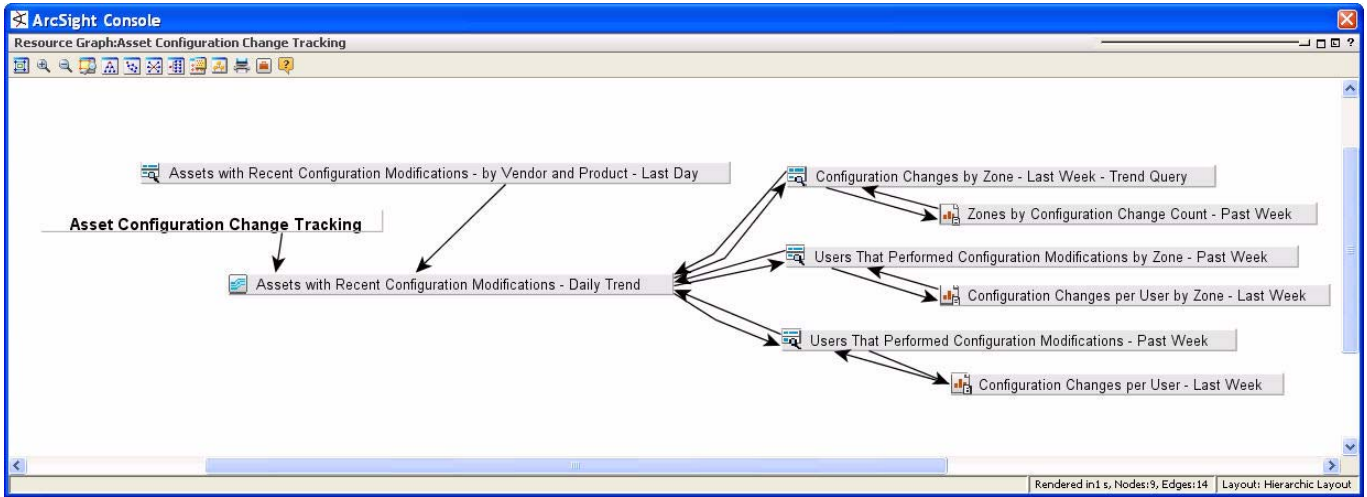 ArcSight Console
Resource Graph:Asset Configuration Change Tracking
Assets with Recent Configuration Modifications - by Vendor and Product - Last Day
Configuration Changes by Zone - Last Week - Trend Query
Asset Configuration Change Tracking
Zones by Configuration Change Count - Past Week
Users That Performed Configuration Modifications by Zone - Past Week
Assets with Recent Configuration Modifications - Daily Trend
Configuration Changes per User by Zone - Last Week
Users That Performed Configuration Modifications - Past Week
Configuration Changes per User - Last Week
Rendered in1 s, Nodes:9, Edges:14
Layout: Hierarchic Layout